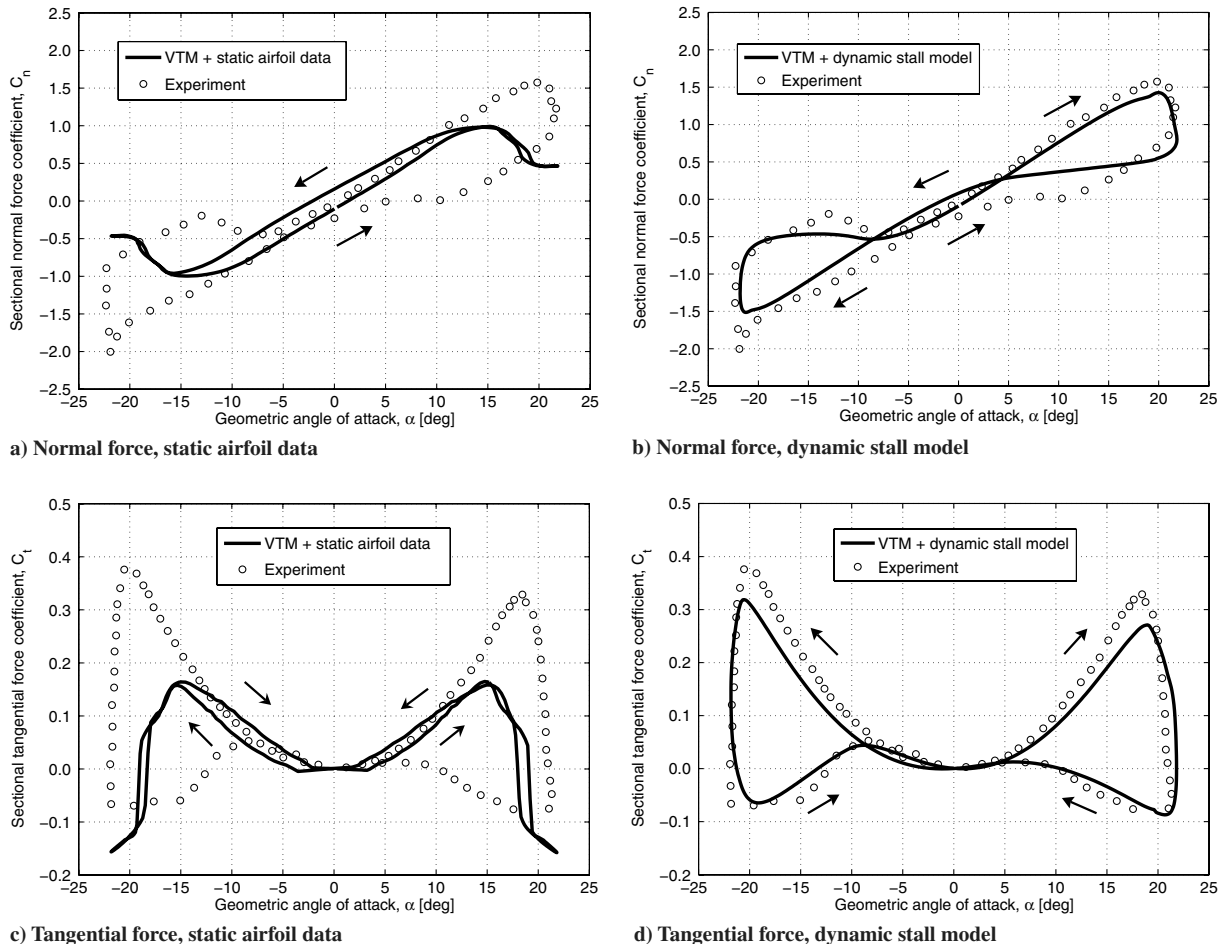 2.5
2.0
1.5
1.0
0.5
0.0
−0.5
−1.0
−1.5
−2.0
−2.5
Sectional normal force coefficient, Cn
VTM + static airfoil data
Experiment
−25 −20 −15 −10 −5 0 5 10 15 20 25
Geometric angle of attack, α [deg]
a) Normal force, static airfoil data
2.5
2.0
1.5
1.0
0.5
0.0
−0.5
−1.0
−1.5
−2.0
−2.5
Sectional normal force coefficient, Cn
VTM + dynamic stall model
Experiment
−25 −20 −15 −10 −5 0 5 10 15 20 25
Geometric angle of attack, α [deg]
b) Normal force, dynamic stall model
0.5
0.4
0.3
0.2
0.1
0.0
−0.1
−0.2
Sectional tangential force coefficient, Ct
VTM + static airfoil data
Experiment
−25 −20 −15 −10 −5 0 5 10 15 20 25
Geometric angle of attack, α [deg]
c) Tangential force, static airfoil data
0.5
0.4
0.3
0.2
0.1
0.0
−0.1
−0.2
Sectional tangential force coefficient, Ct
VTM + dynamic stall model
Experiment
−25 −20 −15 −10 −5 0 5 10 15 20 25
Geometric angle of attack, α [deg]
d) Tangential force, dynamic stall model